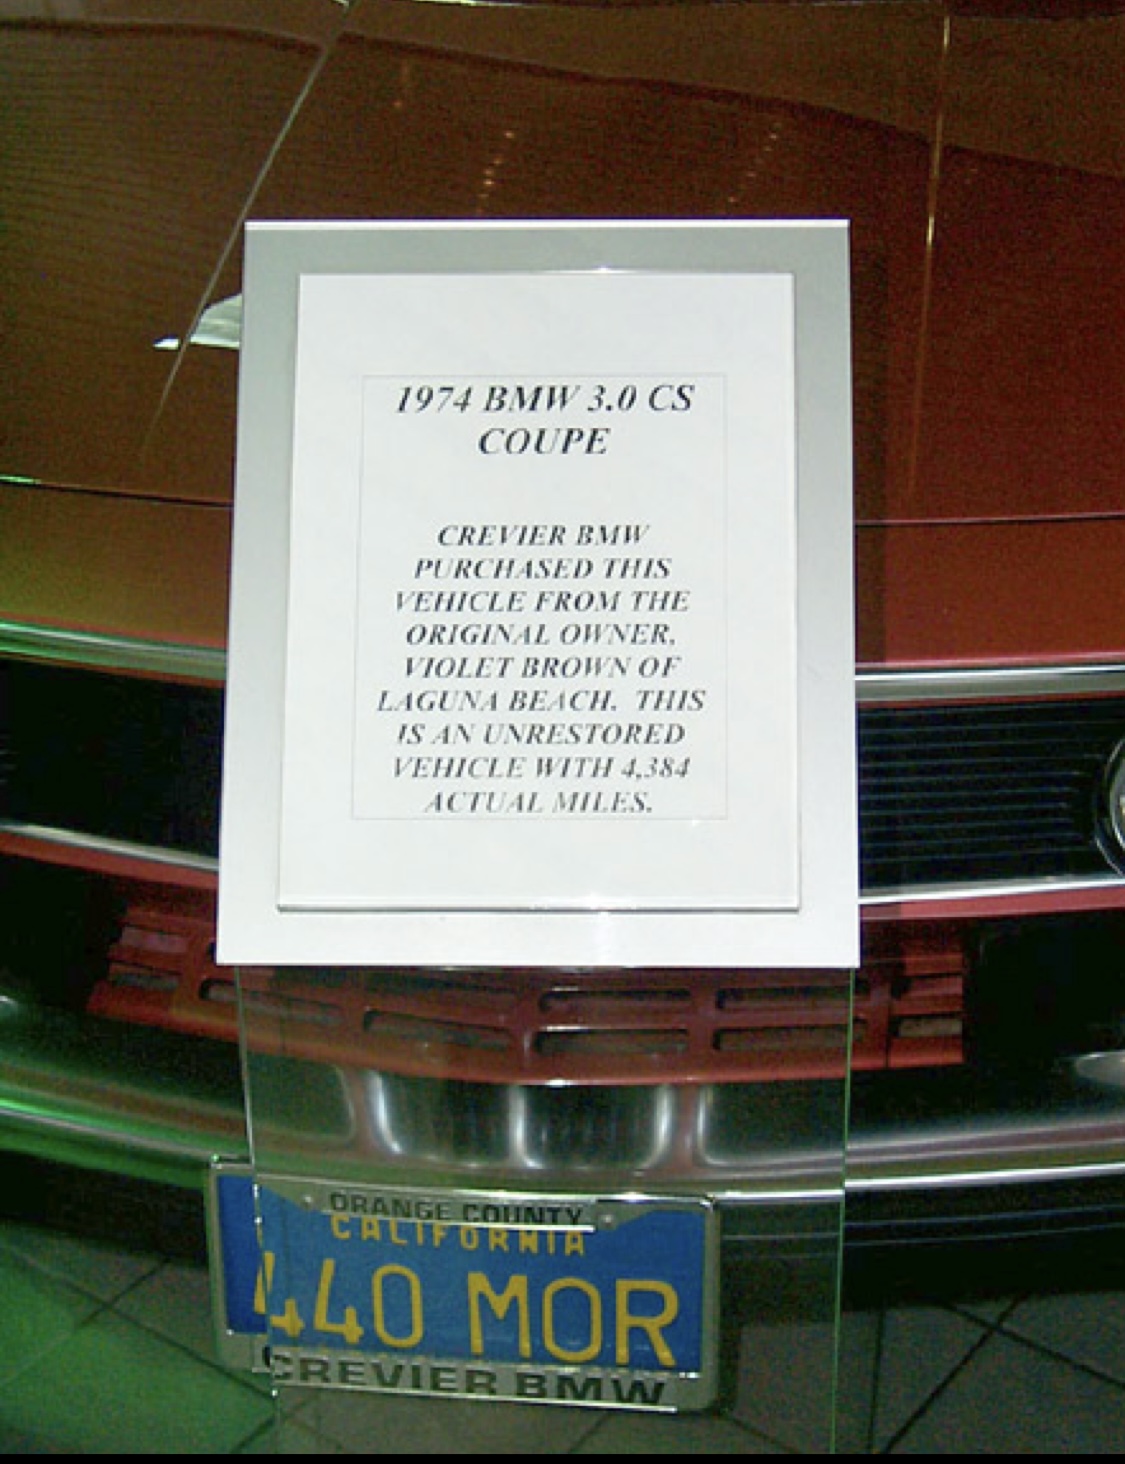 1974 BMW 3.0 CS
COUPE
CREVIER BMW
PURCHASED THIS
VEHICLE FROM THE
ORIGINAL OWNER,
VIOLET BROWN OF
LAGUNA BEACH.  THIS
IS AN UNRESTORED
VEHICLE WITH 4,384
ACTUAL MILES.
ORANGE COUNTY
CALIFORNIA
440 MOR
CREVIER BMW